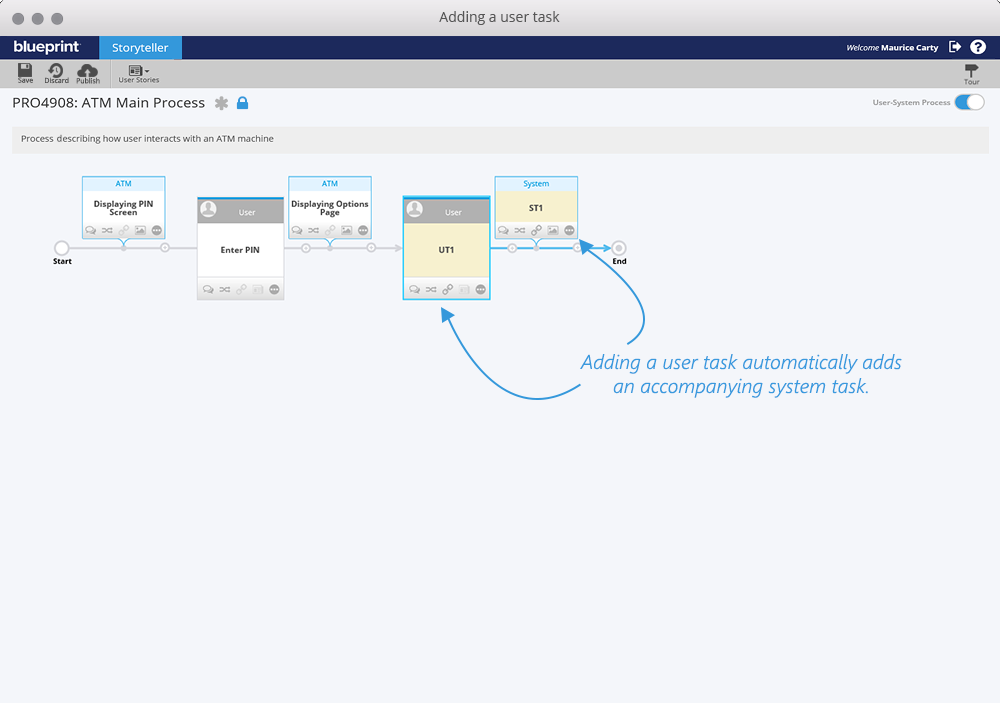 Adding a user task
blueprint
Storyteller
Welcome Maurice Carty
?
Save
Discard
Publish
User Stories
Tour
PRO4908: ATM Main Process
User-System Process
Process describing how user interacts with an ATM machine
ATM
Displaying PIN
Screen
User
Enter PIN
ATM
Displaying Options
Page
User
UT1
System
ST1
Start
End
Adding a user task automatically adds
an accompanying system task.